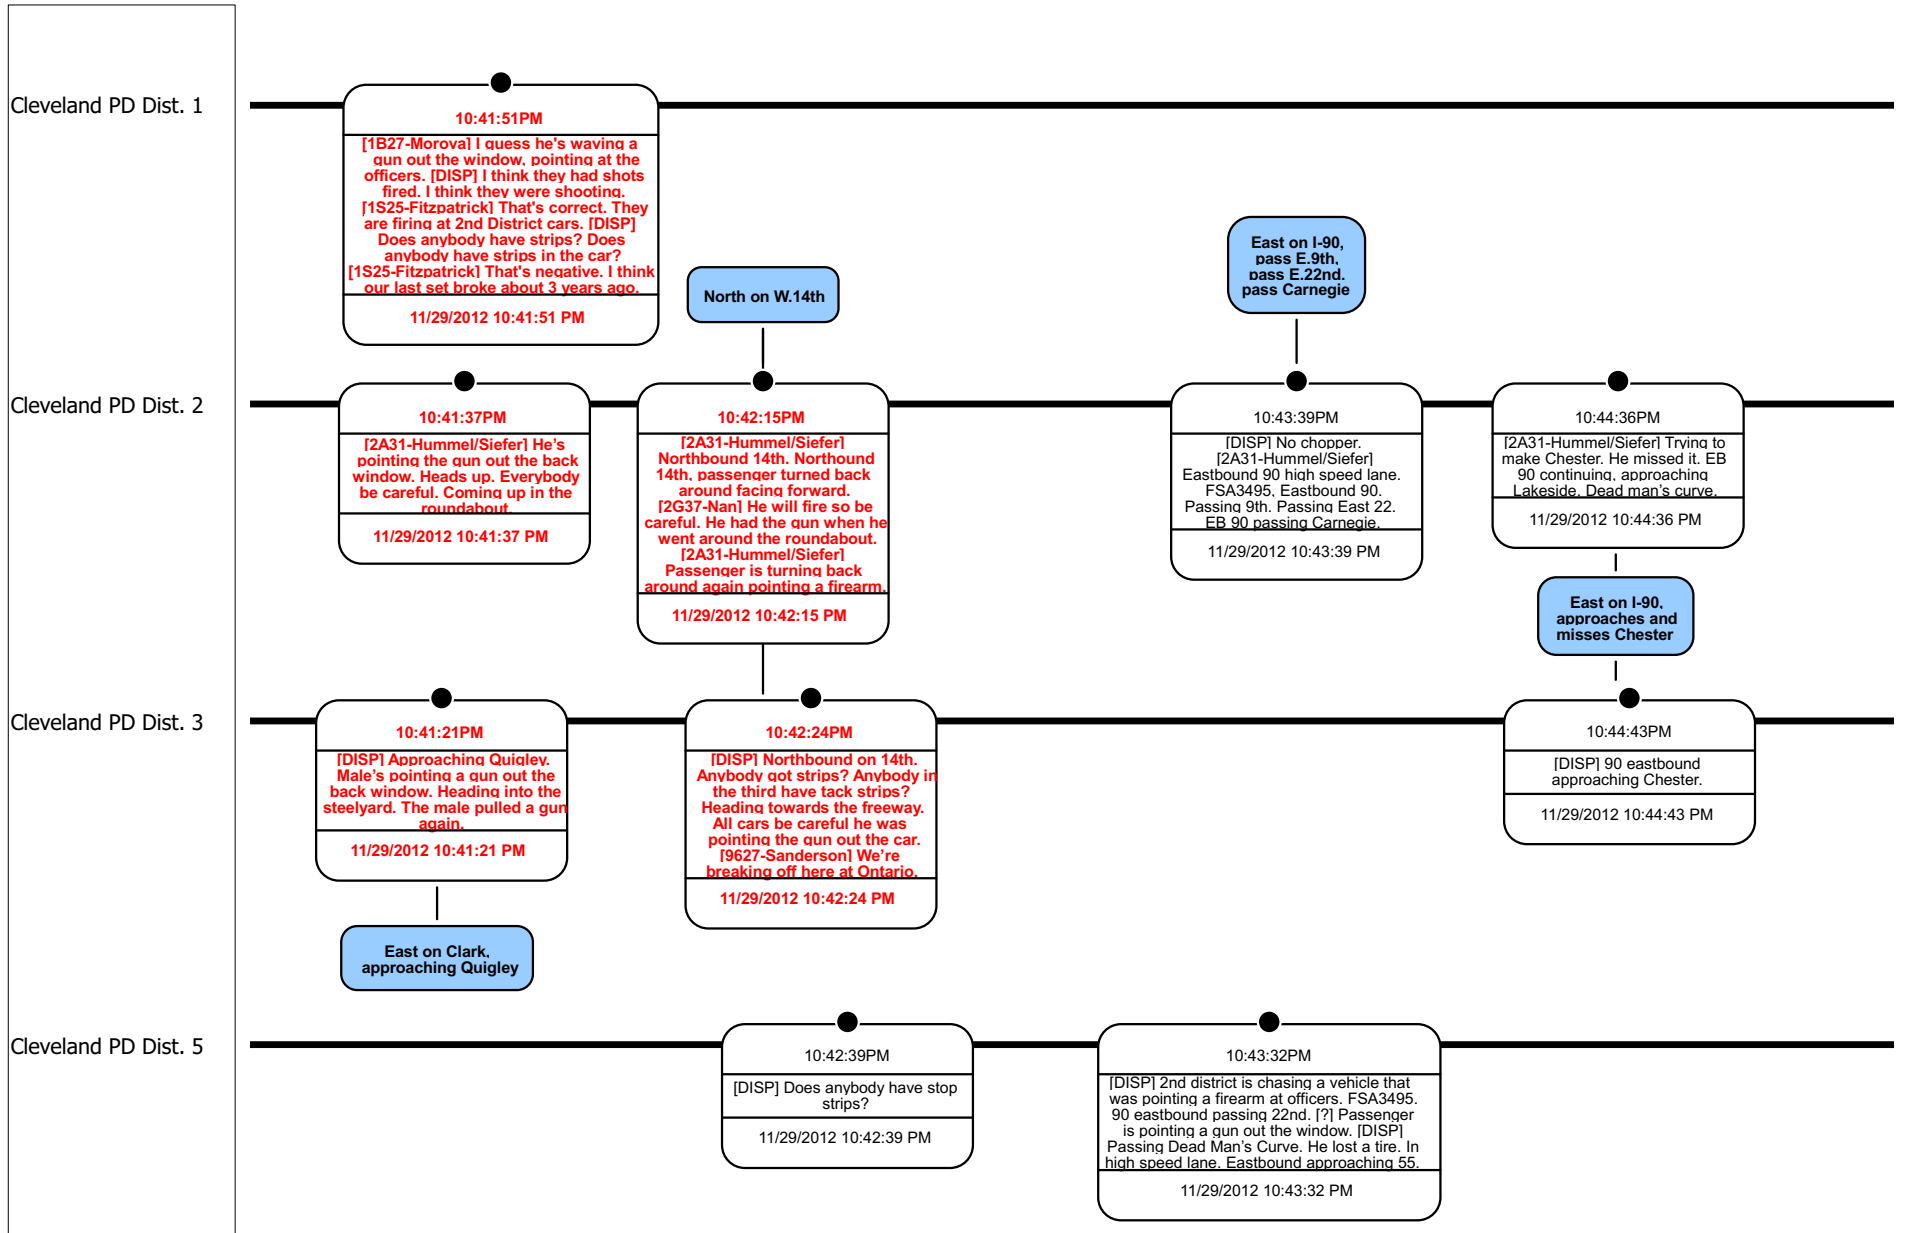 Cleveland PD Dist. 1
10:41:51PM
[1B27-Morova] I guess he's waving a
gun out the window, pointing at the
officers. [DISP] I think they had shots
fired. I think they were shooting.
[1S25-Fitzpatrick] That's correct. They
are firing at 2nd District cars. [DISP]
Does anybody have strips? Does
anybody have strips in the car?
[1S25-Fitzpatrick] That's negative. I think
our last set broke about 3 years ago.
11/29/2012 10:41:51 PM
North on W.14th
East on I-90,
pass E.9th,
pass E.22nd,
pass Carnegie
Cleveland PD Dist. 2
10:41:37PM
[2A31-Hummel/Siefer] He's
pointing the gun out the back
window. Heads up. Everybody
be careful. Coming up in the
roundabout.
11/29/2012 10:41:37 PM
10:42:15PM
[2A31-Hummel/Siefer]
Northbound 14th. Northound
14th, passenger turned back
around facing forward.
[2G37-Nan] He will fire so be
careful. He had the gun when he
went around the roundabout.
[2A31-Hummel/Siefer]
Passenger is turning back
around again pointing a firearm.
11/29/2012 10:42:15 PM
10:43:39PM
[DISP] No chopper.
[2A31-Hummel/Siefer]
Eastbound 90 high speed lane.
FSA3495, Eastbound 90.
Passing 9th. Passing East 22.
EB 90 passing Carnegie.
11/29/2012 10:43:39 PM
10:44:36PM
[2A31-Hummel/Siefer] Trying to
make Chester. He missed it. EB
90 continuing, approaching
Lakeside. Dead man's curve.
11/29/2012 10:44:36 PM
East on I-90,
approaches and
misses Chester
Cleveland PD Dist. 3
10:41:21PM
[DISP] Approaching Quigley.
Male's pointing a gun out the
back window. Heading into the
steelyard. The male pulled a gun
again.
11/29/2012 10:41:21 PM
East on Clark,
approaching Quigley
10:42:24PM
[DISP] Northbound on 14th.
Anybody got strips? Anybody in
the third have tack strips?
Heading towards the freeway.
All cars be careful he was
pointing the gun out the car.
[9627-Sanderson] We're
breaking off here at Ontario.
11/29/2012 10:42:24 PM
10:44:43PM
[DISP] 90 eastbound
approaching Chester.
11/29/2012 10:44:43 PM
Cleveland PD Dist. 5
10:42:39PM
[DISP] Does anybody have stop
strips?
11/29/2012 10:42:39 PM
10:43:32PM
[DISP] 2nd district is chasing a vehicle that
was pointing a firearm at officers. FSA3495.
90 eastbound passing 22nd. [?] Passenger
is pointing a gun out the window. [DISP]
Passing Dead Man's Curve. He lost a tire. In
high speed lane. Eastbound approaching 55.
11/29/2012 10:43:32 PM